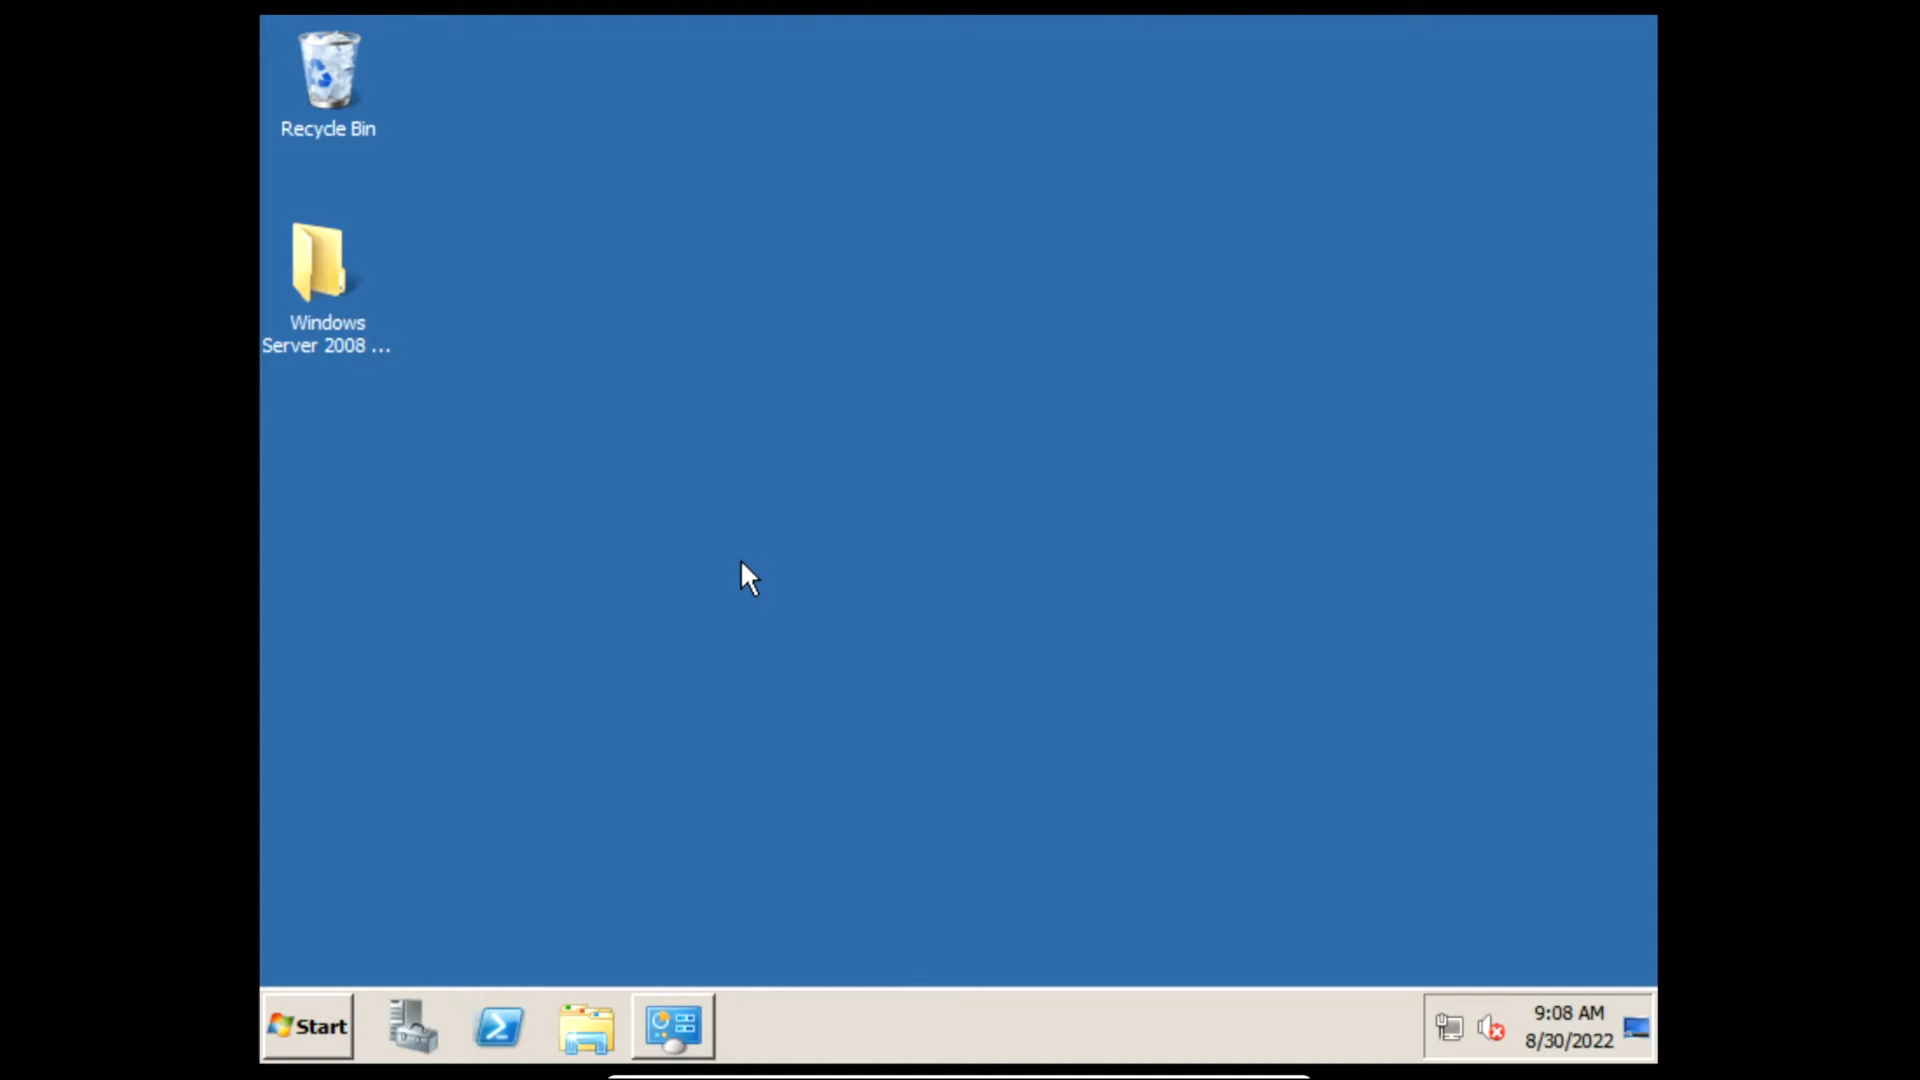 Recycle Bin
Windows
Server 2008 ...
Start
9:08 AM
8/30/2022